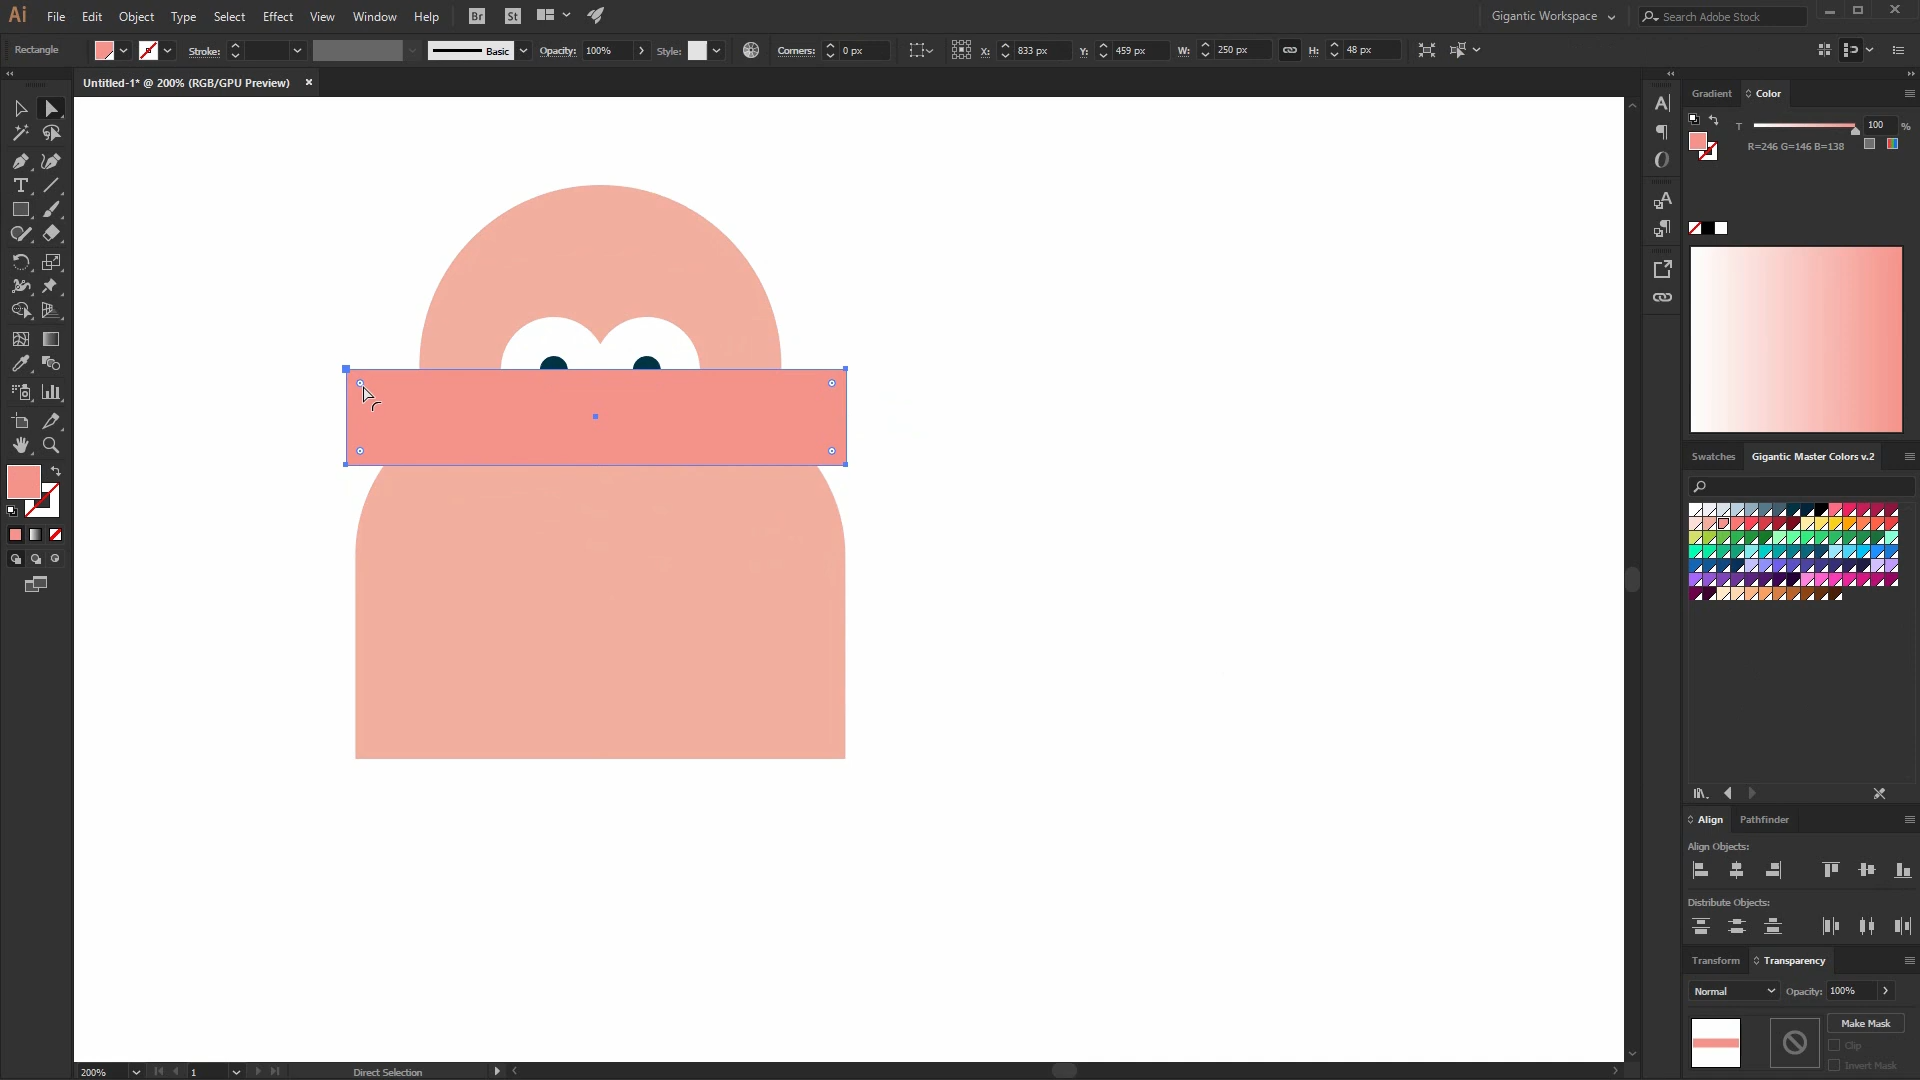 Ai File Edit Object Type Select Effect View Window Help Br St Gigantic Workspace Search Adobe Stock
Rectangle Stroke: Basic Opacity: 100% Style: Corners: 0 px X: 833 px Y: 459 px W: 250 px H: 48 px
Untitled-1* @ 200% (RGB/GPU Preview)
Gradient Color
T 100 %
R=246 G=146 B=138
Swatches Gigantic Master Colors v.2
Align Pathfinder
Align Objects:
Distribute Objects:
Transform Transparency
Normal Opacity: 100%
Make Mask
Clip
Invert Mask
200% 1 Direct Selection